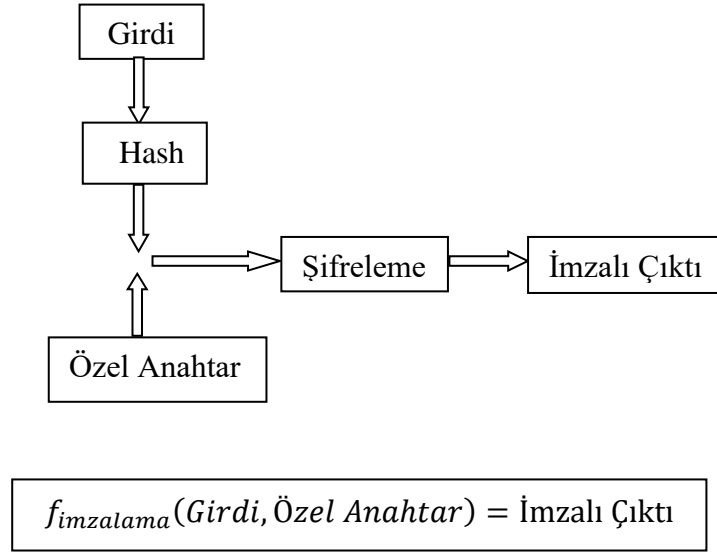 Girdi
Hash
Şifreleme
İmzalı Çıktı
Özel Anahtar
f_imzalama(Girdi, Özel Anahtar) = İmzalı Çıktı